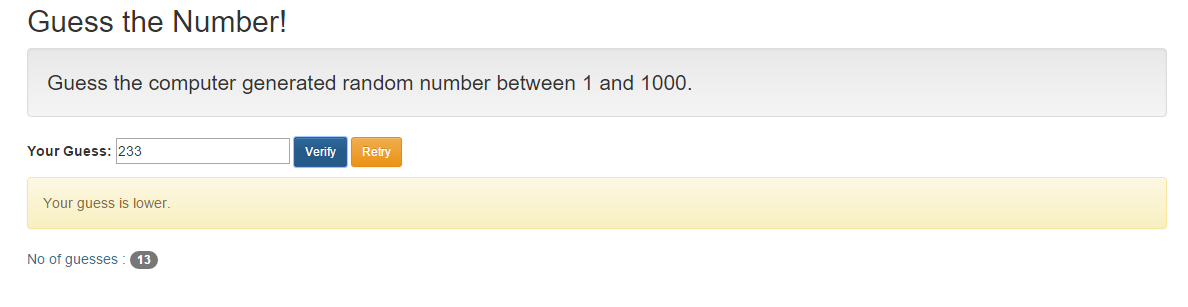 Guess the Number!
Guess the computer generated random number between 1 and 1000.
Your Guess: 233 Verify Retry
Your guess is lower.
No of guesses : 13